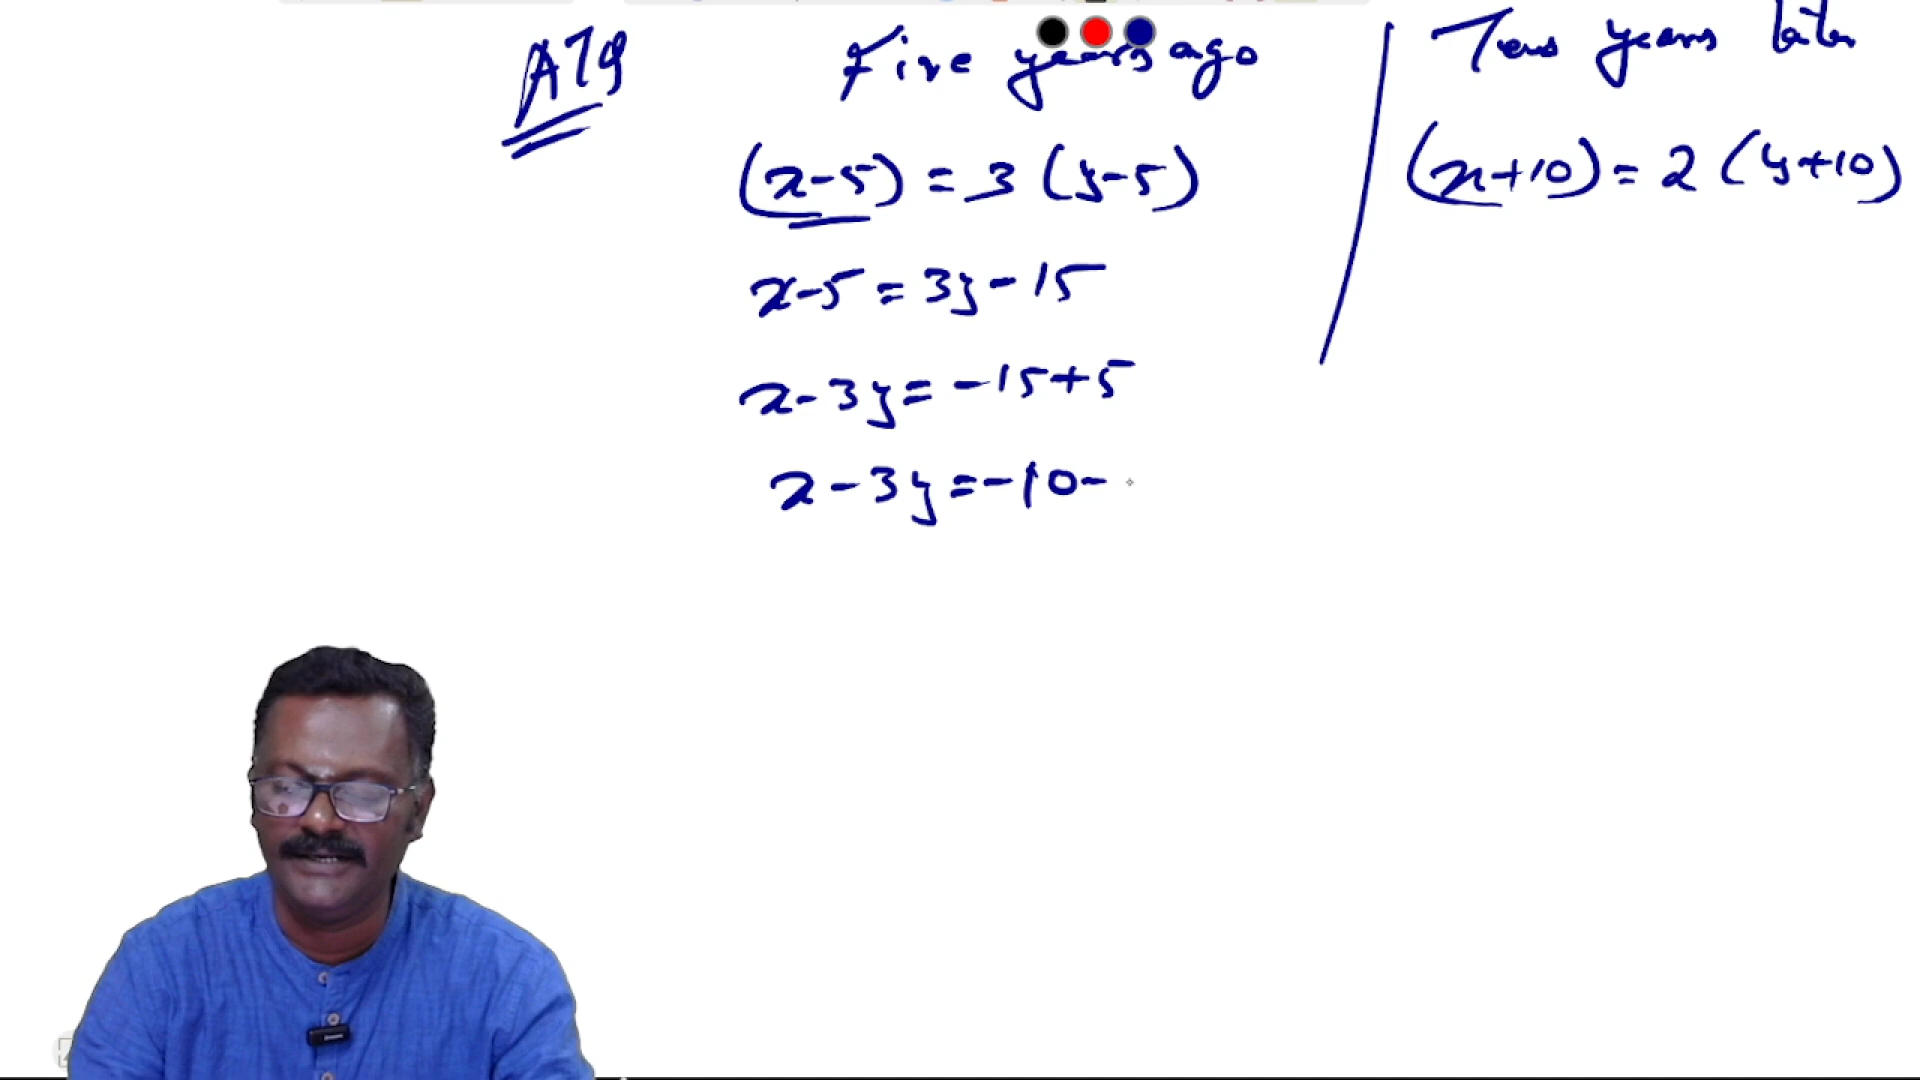 ATQ
Five years ago
(x-5) = 3 (y-5)
x-5 = 3y-15
x-3y = -15+5
x-3y = -10-
Ten years later
(x+10) = 2 (y+10)